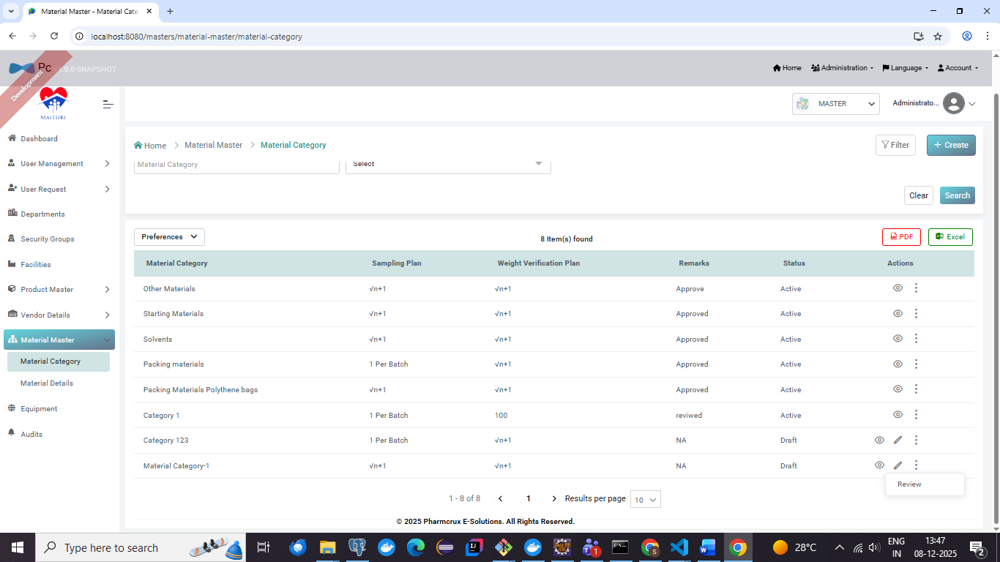 Material Master - Material Cate
localhost:8080/masters/material-master/material-category
Pc v1.0.0-SNAPSHOT
Development
Home Administration Language Account
MAITHRI
MASTER Administrato...
Dashboard
User Management
User Request
Departments
Security Groups
Facilities
Product Master
Vendor Details
Material Master
Material Category
Material Details
Equipment
Audits
Home Material Master Material Category Filter + Create
Material Category Select
Clear Search
Preferences 8 Item(s) found PDF Excel
Material Category Sampling Plan Weight Verification Plan Remarks Status Actions
Other Materials √n+1 √n+1 Approve Active
Starting Materials √n+1 √n+1 Approved Active
Solvents √n+1 √n+1 Approved Active
Packing materials 1 Per Batch √n+1 Approved Active
Packing Materials Polythene bags √n+1 √n+1 Approved Active
Category 1 1 Per Batch 100 reviwed Active
Category 123 1 Per Batch √n+1 NA Draft
Material Category-1 √n+1 √n+1 NA Draft
Review
1 - 8 of 8 1 Results per page 10
© 2025 Pharmcrux E-Solutions. All Rights Reserved.
Type here to search
28°C
ENG
IN
13:47
08-12-2025
2